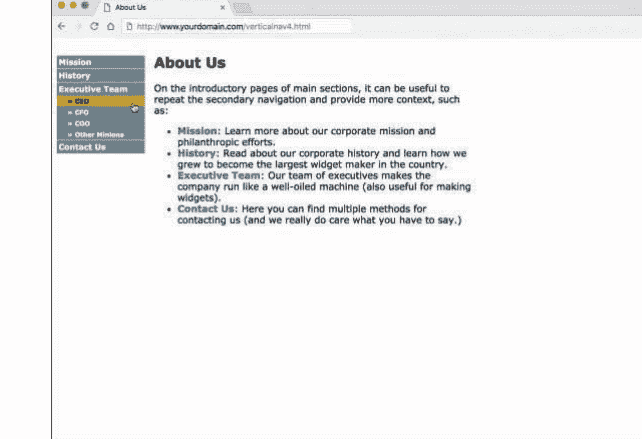 About Us
http://www.yourdomain.com/verticalnav4.html
Mission
History
Executive Team
» CEO
» CFO
» COO
» Other Minions
Contact Us
About Us
On the introductory pages of main sections, it can be useful to
repeat the secondary navigation and provide more context, such
as:
• Mission: Learn more about our corporate mission and
philanthropic efforts.
• History: Read about our corporate history and learn how we
grew to become the largest widget maker in the country.
• Executive Team: Our team of executives makes the
company run like a well-oiled machine (also useful for making
widgets).
• Contact Us: Here you can find multiple methods for
contacting us (and we really do care what you have to say.)